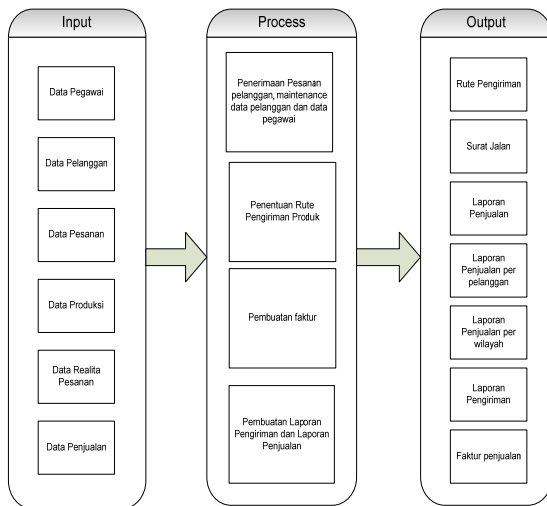 Input
Data Pegawai
Data Pelanggan
Data Pesanan
Data Produksi
Data Realita
Pesanan
Data Penjualan
Process
Penerimaan Pesanan
pelanggan, maintenance
data pelanggan dan data
pegawai
Penentuan Rute
Pengiriman Produk
Pembuatan faktur
Pembuatan Laporan
Pengiriman dan Laporan
Penjualan
Output
Rute Pengiriman
Surat Jalan
Laporan
Penjualan
Laporan
Penjualan per
pelanggan
Laporan
Penjualan per
wilayah
Laporan
Pengiriman
Faktur penjualan